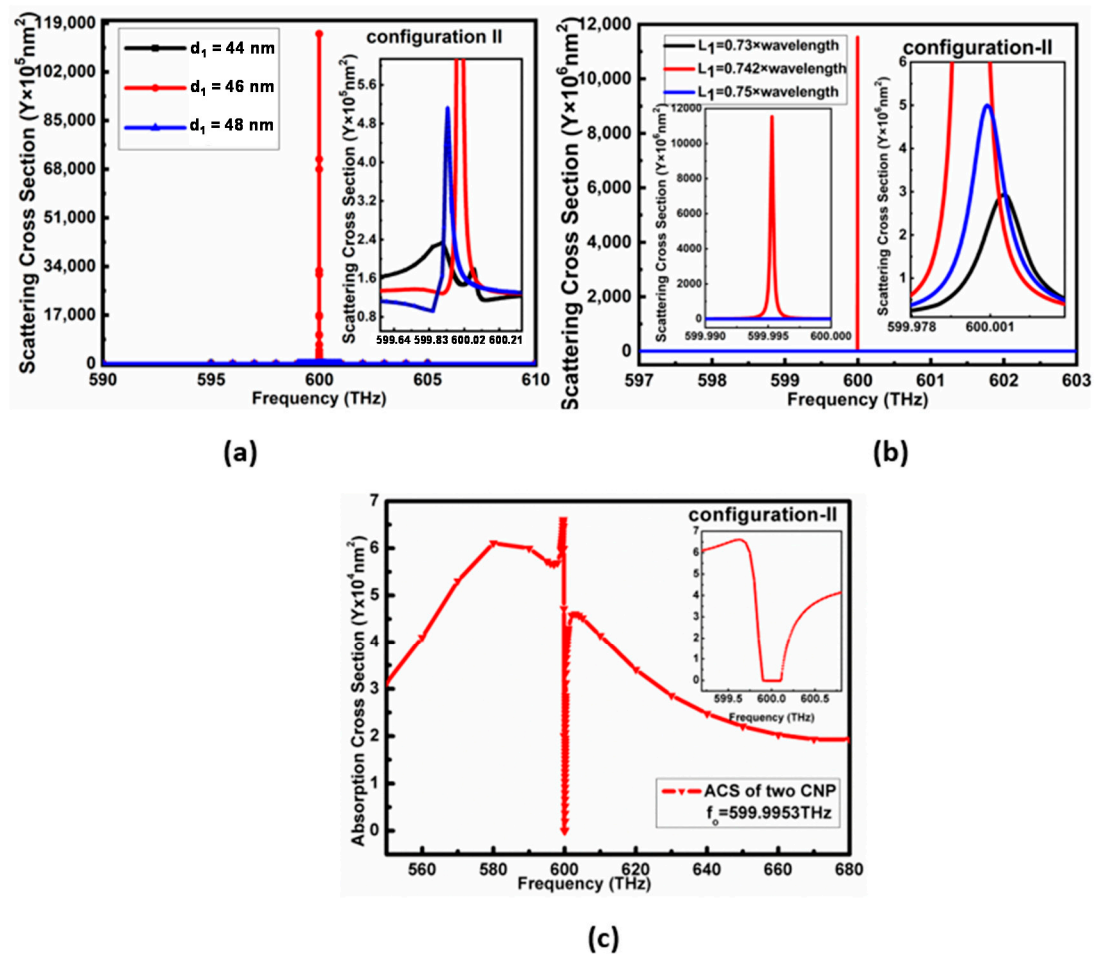 119,000
102,000
85,000
68,000
51,000
34,000
17,000
0
Scattering Cross Section (Y×10⁵nm²)
d₁ = 44 nm
d₁ = 46 nm
d₁ = 48 nm
configuration II
5.6
4.8
4.0
3.2
2.4
1.6
0.8
Scattering Cross Section (Y×10⁵nm²)
599.64 599.83 600.02 600.21
590 595 600 605 610
Frequency (THz)
(a)
12,000
10,000
8,000
6,000
4,000
2,000
0
Scattering Cross Section (Y×10⁶nm²)
L₁=0.73×wavelength
L₁=0.742×wavelength
L₁=0.75×wavelength
configuration-II
12000
10000
8000
6000
4000
2000
0
Scattering Cross Section (Y×10⁶nm²)
599.990 599.995 600.000
6
5
4
3
2
1
Scattering Cross Section (Y×10⁶nm²)
599.978 600.001
597 598 599 600 601 602 603
Frequency (THz)
(b)
7
6
5
4
3
2
1
0
Absorption Cross Section (Y×10⁴nm²)
configuration-II
7
6
5
4
3
2
1
0
599.5 600.0 600.5
Frequency (THz)
ACS of two CNP
f₀=599.9953THz
560 580 600 620 640 660 680
Frequency (THz)
(c)